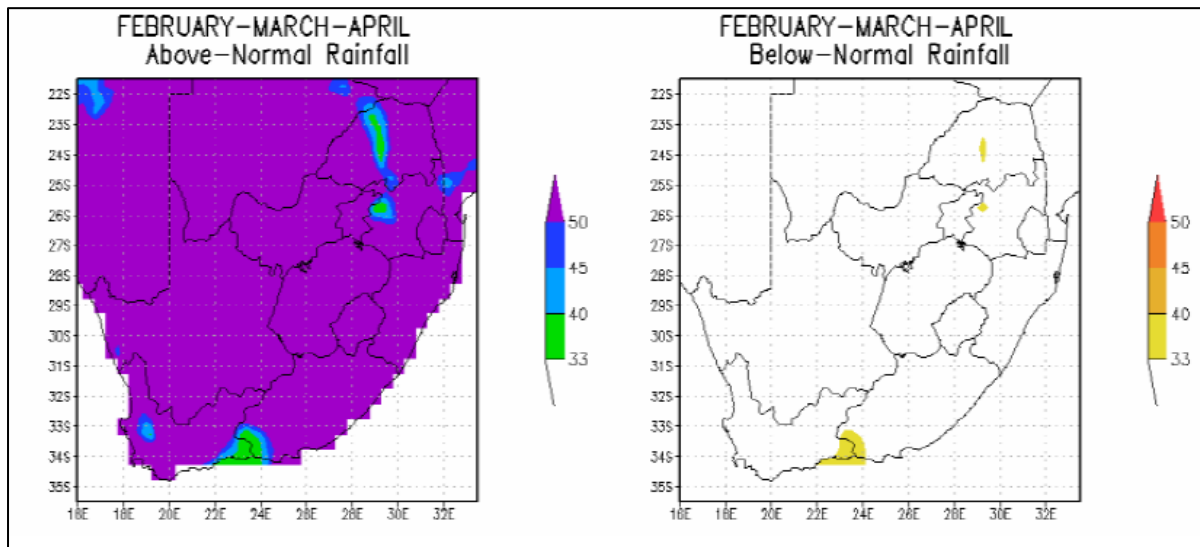 FEBRUARY-MARCH-APRIL
Above-Normal Rainfall
22S
23S
24S
25S
26S
27S
28S
29S
30S
31S
33S
34S
35S
16E
18E
20E
22E
24E
26E
28E
30E
32E
50
45
40
33
FEBRUARY-MARCH-APRIL
Below-Normal Rainfall
22S
23S
24S
25S
26S
27S
28S
29S
30S
31S
33S
34S
35S
16E
18E
20E
22E
24E
26E
28E
30E
32E
50
45
40
33